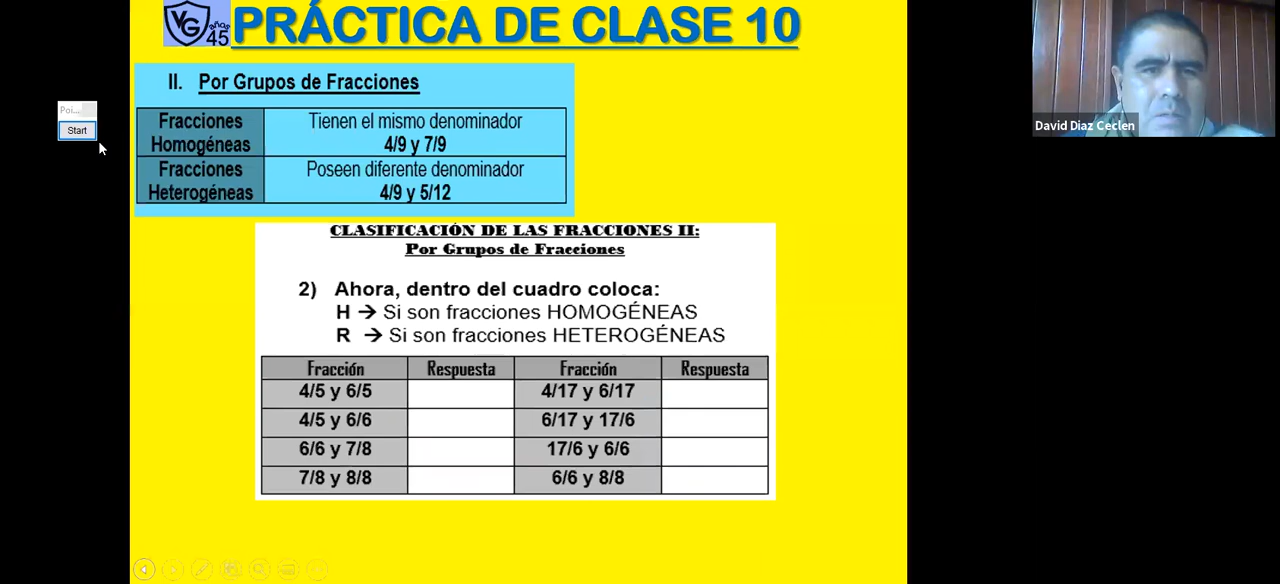 VG años 45
PRÁCTICA DE CLASE 10
II. Por Grupos de Fracciones
Fracciones Homogéneas
Tienen el mismo denominador
4/9 y 7/9
Fracciones Heterogéneas
Poseen diferente denominador
4/9 y 5/12
Poi...
Start
David Diaz Ceclen
CLASIFICACIÓN DE LAS FRACCIONES II:
Por Grupos de Fracciones
2) Ahora, dentro del cuadro coloca:
H → Si son fracciones HOMOGÉNEAS
R → Si son fracciones HETEROGÉNEAS
Fracción Respuesta Fracción Respuesta
4/5 y 6/5 4/17 y 6/17
4/5 y 6/6 6/17 y 17/6
6/6 y 7/8 17/6 y 6/6
7/8 y 8/8 6/6 y 8/8